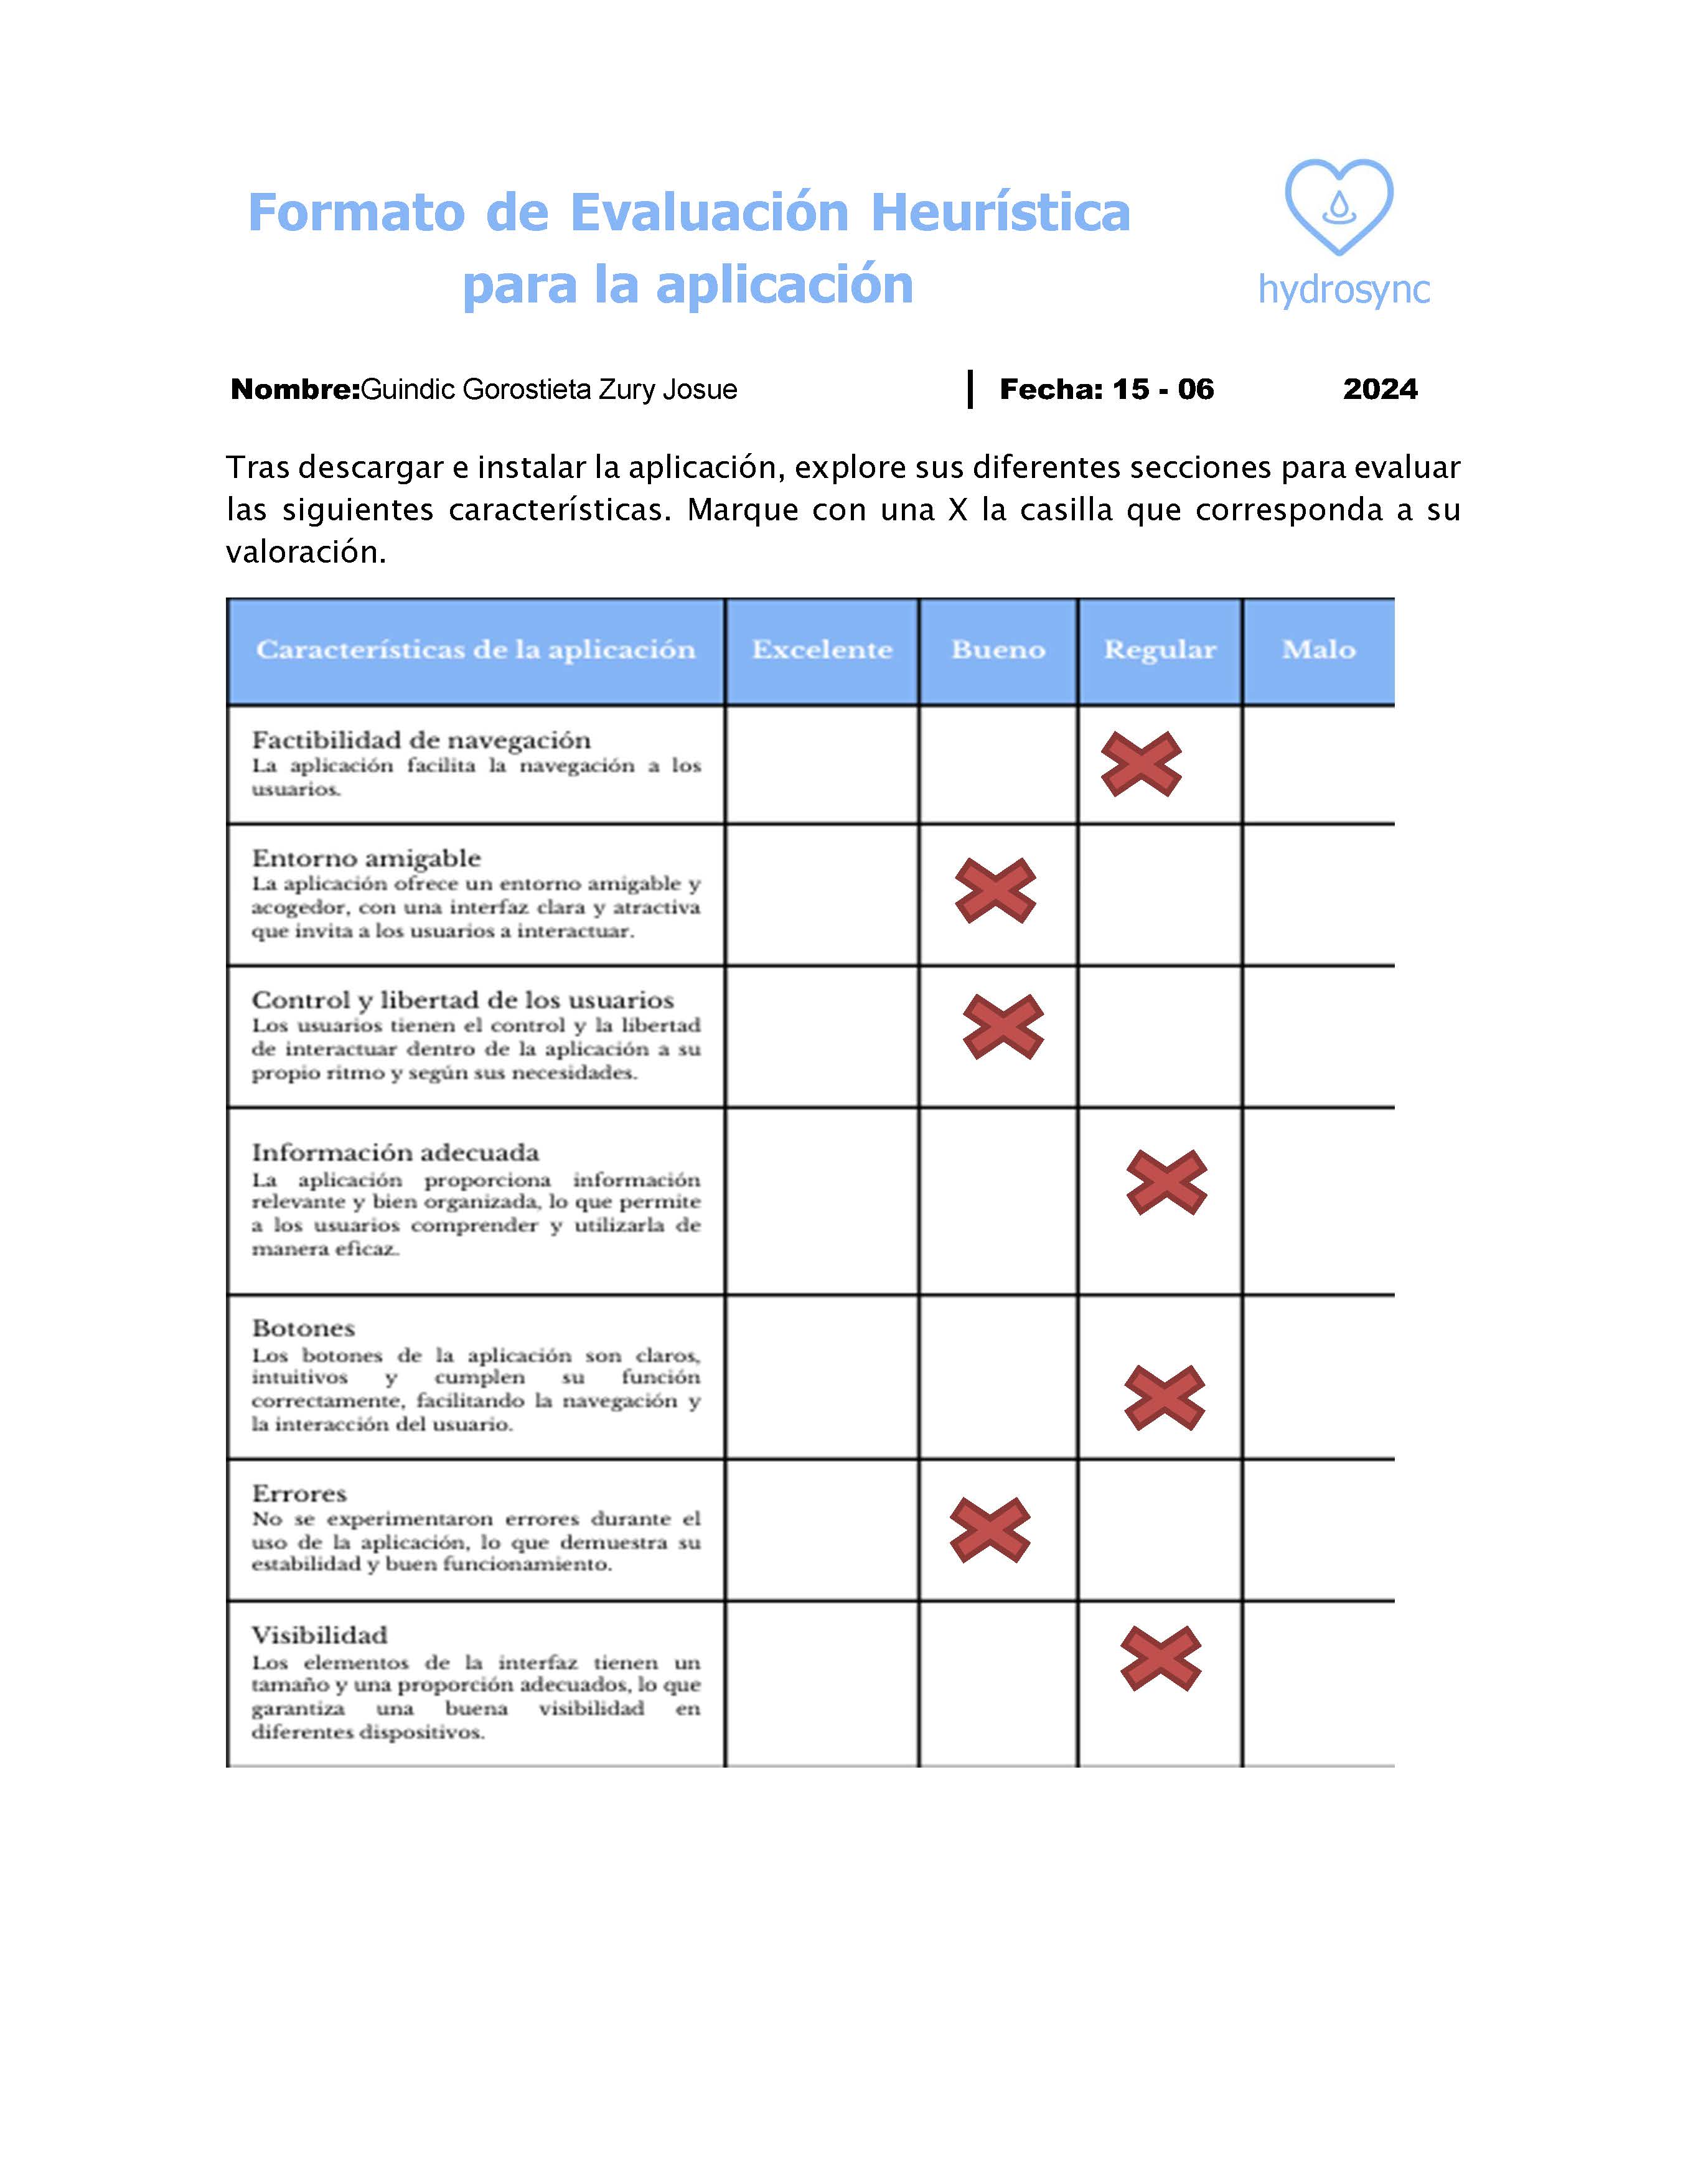 Formato de Evaluación Heurística
para la aplicación
hydrosync
Nombre:Guindic Gorostieta Zury Josue
Fecha: 15 - 06 2024
Tras descargar e instalar la aplicación, explore sus diferentes secciones para evaluar
las siguientes características. Marque con una X la casilla que corresponda a su
valoración.
Características de la aplicación Excelente Bueno Regular Malo
Factibilidad de navegación
La aplicación facilita la navegación a los
usuarios.
Entorno amigable
La aplicación ofrece un entorno amigable y
acogedor, con una interfaz clara y atractiva
que invita a los usuarios a interactuar.
Control y libertad de los usuarios
Los usuarios tienen el control y la libertad
de interactuar dentro de la aplicación a su
propio ritmo y según sus necesidades.
Información adecuada
La aplicación proporciona información
relevante y bien organizada, lo que permite
a los usuarios comprender y utilizarla de
manera eficaz.
Botones
Los botones de la aplicación son claros,
intuitivos y cumplen su función
correctamente, facilitando la navegación y
la interacción del usuario.
Errores
No se experimentaron errores durante el
uso de la aplicación, lo que demuestra su
estabilidad y buen funcionamiento.
Visibilidad
Los elementos de la interfaz tienen un
tamaño y una proporción adecuados, lo que
garantiza una buena visibilidad en
diferentes dispositivos.